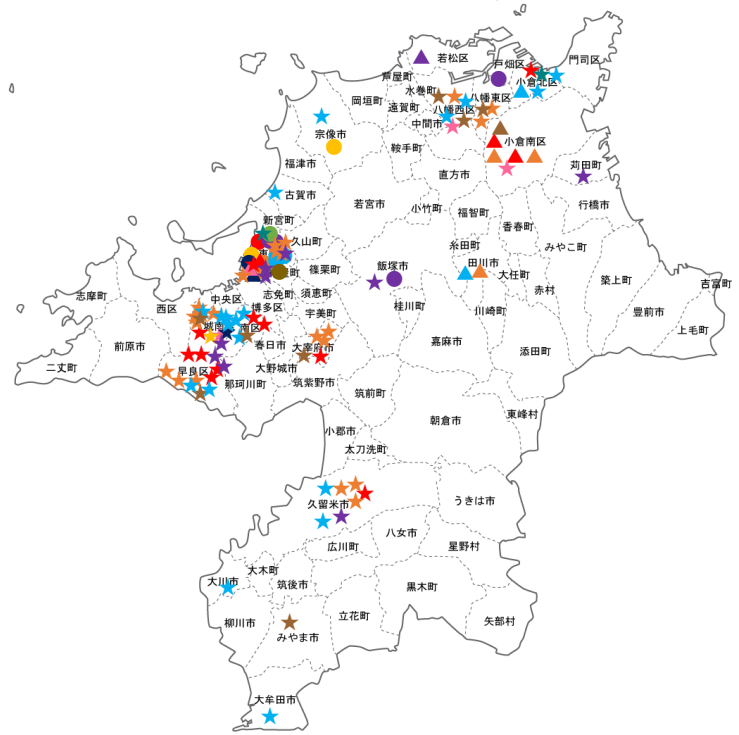 門司区
若松区
戸畑区
芦屋町
小倉北区
水巻町
岡垣町
遠賀町
八幡東区
八幡西区
中間市
宗像市
鞍手町
小倉南区
福津市
苅田町
直方市
古賀市
若宮市
小竹町
福智町
行橋市
新宮町
香春町
久山町
糸田町
みやこ町
飯塚市
田川市
篠栗町
大任町
築上町
吉富町
赤村
志摩町
中央区
志免町
須恵町
西区
博多区
桂川町
川崎町
豊前市
宇美町
城南
南区
上毛町
前原市
春日市
大宰府市
嘉麻市
添田町
二丈町
早良区
大野城市
那珂川町
筑紫野市
筑前町
東峰村
朝倉市
小郡市
太刀洗町
久留米市
うきは市
八女市
広川町
星野村
大木町
大川市
筑後市
黒木町
立花町
柳川市
矢部村
みやま市
大牟田市